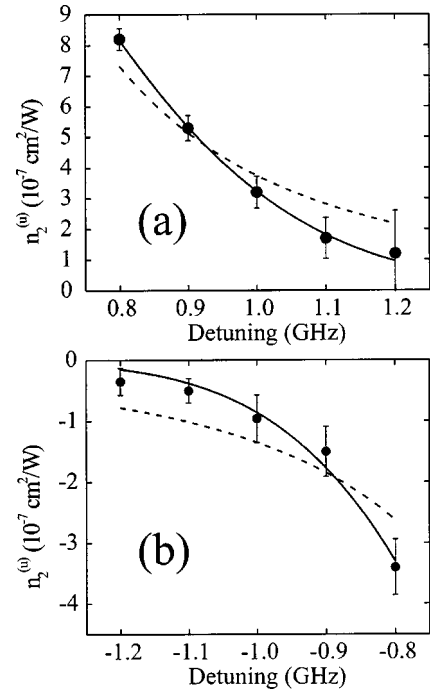 9
8
7
6
5
4
3
2
1
0
n₂⁽ᵘ⁾ (10⁻⁷ cm²/W)
(a)
0.8 0.9 1.0 1.1 1.2
Detuning (GHz)
0
-1
-2
-3
-4
n₂⁽ᵘ⁾ (10⁻⁷ cm²/W)
(b)
-1.2 -1.1 -1.0 -0.9 -0.8
Detuning (GHz)